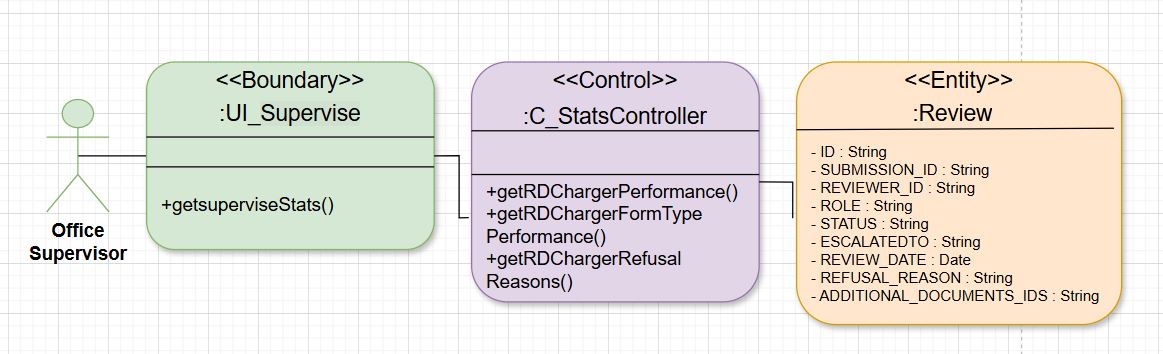 Office
Supervisor
<<Boundary>>
:UI_Supervise
+getsuperviseStats()
<<Control>>
:C_StatsController
+getRDChargerPerformance()
+getRDChargerFormType
Performance()
+getRDChargerRefusal
Reasons()
<<Entity>>
:Review
- ID : String
- SUBMISSION_ID : String
- REVIEWER_ID : String
- ROLE : String
- STATUS : String
- ESCALATEDTO : String
- REVIEW_DATE : Date
- REFUSAL_REASON : String
- ADDITIONAL_DOCUMENTS_IDS : String